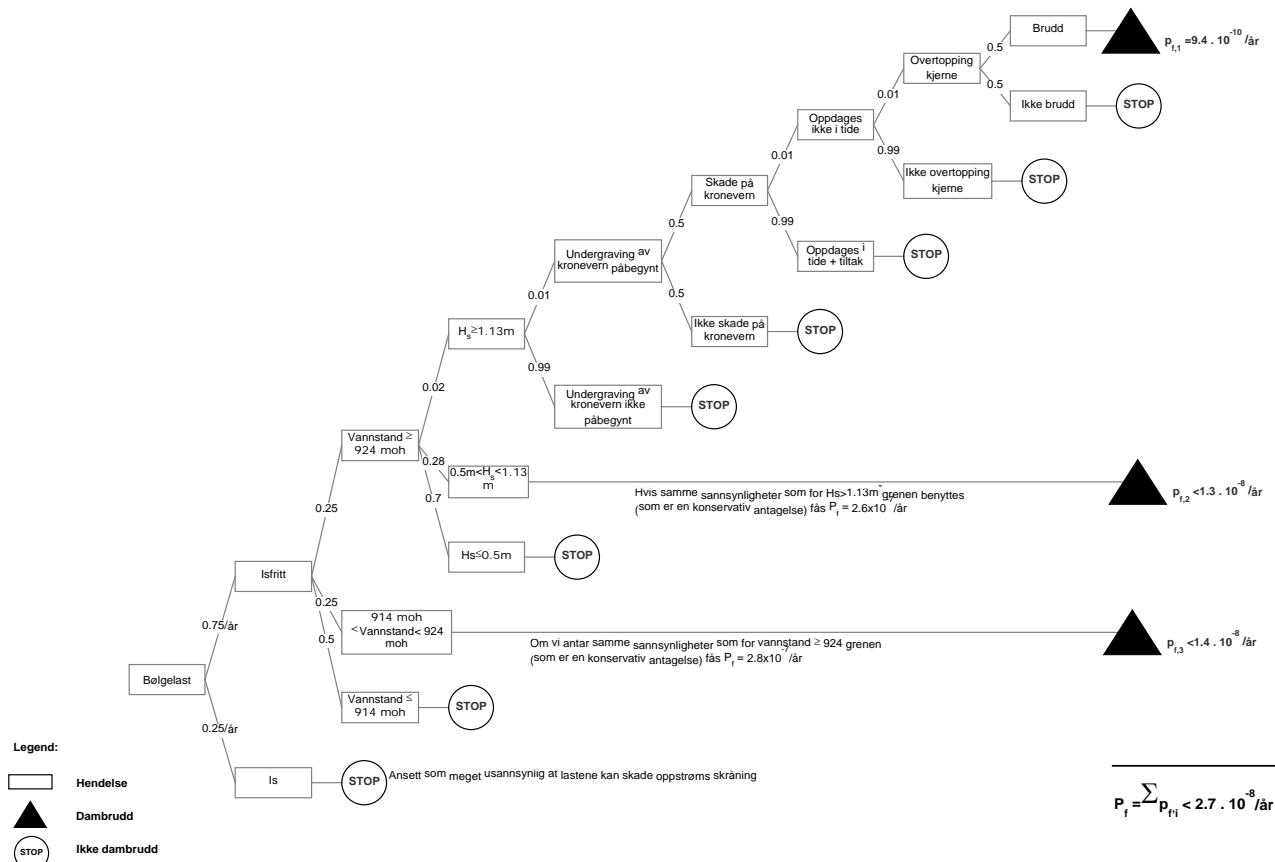 Brudd
p f,1 =9.4 . 10 -10 /år
Overtopping
kjerne
0.5
0.5
Ikke brudd
STOP
0.01
Oppdages
ikke i tide
0.99
Ikke overtopping
kjerne
STOP
0.01
Skade på
kronevern
0.99
Oppdages i
tide + tiltak
STOP
0.5
Undergraving av
kronevern påbegynt
0.5
Ikke skade på
kronevern
STOP
0.01
H s ≥1.13m
0.99
Undergraving av
kronevern ikke
påbegynt
STOP
0.02
Vannstand ≥
924 moh
0.28
0.5m<H s <1.13
m
Hvis samme sannsynligheter som for Hs>1.13m grenen benyttes
(som er en konservativ antagelse) fås P f = 2.6x10 -7 /år
p f,2 <1.3 . 10 -8 /år
0.7
Hs≤0.5m
STOP
0.25
Isfritt
0.25
914 moh
<Vannstand< 924
moh
Om vi antar samme sannsynligheter som for vannstand ≥ 924 grenen
(som er en konservativ antagelse) fås P f = 2.8x10 -7 /år
p f,3 <1.4 . 10 -8 /år
0.5
0.75/år
Bølgelast
Vannstand ≤
914 moh
STOP
0.25/år
Is
STOP
Ansett som meget usannsynlig at lastene kan skade oppstrøms skråning
Legend:
Hendelse
Dambrudd
STOP
Ikke dambrudd
P f = ∑ p f'i < 2.7 . 10 -8 /år